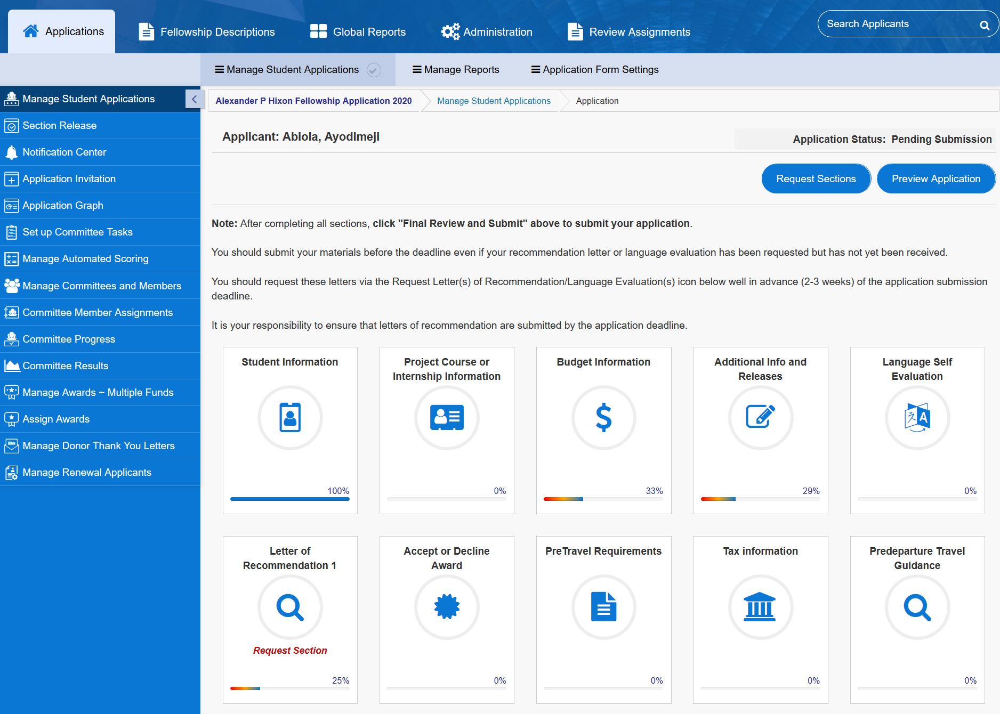 Applications
Fellowship Descriptions
Global Reports
Administration
Review Assignments
Search Applicants
Manage Student Applications
Manage Reports
Application Form Settings
Manage Student Applications
Section Release
Notification Center
Application Invitation
Application Graph
Set up Committee Tasks
Manage Automated Scoring
Manage Committees and Members
Committee Member Assignments
Committee Progress
Committee Results
Manage Awards ~ Multiple Funds
Assign Awards
Manage Donor Thank You Letters
Manage Renewal Applicants
Alexander P Hixon Fellowship Application 2020
Manage Student Applications
Application
Applicant: Abiola, Ayodimeji
Application Status: Pending Submission
Request Sections
Preview Application
Note: After completing all sections, click "Final Review and Submit" above to submit your application.
You should submit your materials before the deadline even if your recommendation letter or language evaluation has been requested but has not yet been received.
You should request these letters via the Request Letter(s) of Recommendation/Language Evaluation(s) icon below well in advance (2-3 weeks) of the application submission
deadline.
It is your responsibility to ensure that letters of recommendation are submitted by the application deadline.
Student Information
100%
Project Course or
Internship Information
0%
Budget Information
33%
Additional Info and
Releases
29%
Language Self
Evaluation
A
0%
Letter of
Recommendation 1
Request Section
25%
Accept or Decline
Award
0%
PreTravel Requirements
0%
Tax information
0%
Predeparture Travel
Guidance
0%